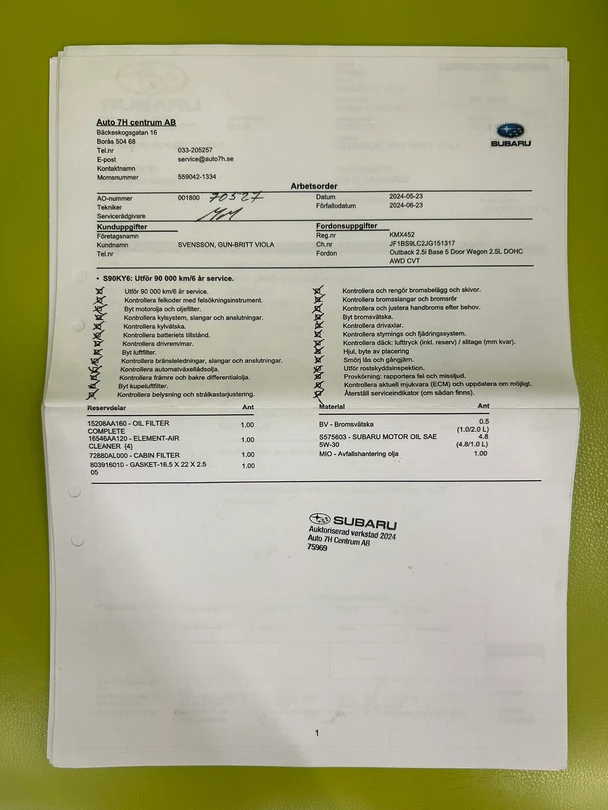 Auto 7H centrum AB
Bäckeskogsgatan 16
Borås 504 68
Tel.nr 033-205257
E-post service@auto7h.se
Kontaktnamn
Momsnummer 559042-1334
SUBARU
Arbetsorder
AO-nummer 001800 70527 Datum 2024-05-23
Tekniker Förfallodatum 2024-06-23
Servicerådgivare
Kunduppgifter Fordonsuppgifter
Företagsnamn Reg.nr KMX452
Kundnamn SVENSSON, GUN-BRITT VIOLA Ch.nr JF1BS9LC2JG151317
Tel.nr Fordon Outback 2.5i Base 5 Door Wagon 2.5L DOHC
AWD CVT
• S90KY6: Utför 90 000 km/6 år service.
Utför 90 000 km/6 år service.
Kontrollera felkoder med felsökningsinstrument.
Byt motorolja och oljefilter.
Kontrollera kylsystem, slangar och anslutningar.
Kontrollera kylvätska.
Kontrollera batteriets tillstånd.
Kontrollera drivrem/mar.
Byt luftfilter.
Kontrollera bränsleledningar, slangar och anslutningar.
Kontrollera automatväxellådsolja.
Kontrollera främre och bakre differentialolja.
Byt kupeluftfilter.
Kontrollera belysning och strålkastarjustering.
Kontrollera och rengör bromsbelägg och skivor.
Kontrollera bromsslangar och bromsrör
Kontrollera och justera handbroms efter behov.
Byt bromsvätska.
Kontrollera drivaxlar.
Kontrollera styrnings och fjädringssystem.
Kontrollera däck: lufttryck (inkl. reserv) / slitage (mm kvar).
Hjul, byte av placering
Smörj lås och gångjärn.
Utför rostskyddsinspektion.
Provkörning; rapportera fel och missljud.
Kontrollera aktuell mjukvara (ECM) och uppdatera om möjligt.
Återställ serviceindikator (om sådan finns).
Reservdelar Ant
15208AA160 - OIL FILTER 1.00
COMPLETE
16546AA120 - ELEMENT-AIR 1.00
CLEANER (4)
72880AL000 - CABIN FILTER 1.00
803916010 - GASKET-16.5 X 22 X 2.5 1.00
05
Material Ant
BV - Bromsvätska 0.5
(1.0/2.0 L)
S575603 - SUBARU MOTOR OIL SAE 4.8
5W-30 (4.8/1.0 L)
MIO - Avfallshantering olja 1.00
SUBARU
Auktoriserad verkstad 2024
Auto 7H Centrum AB
75969
1